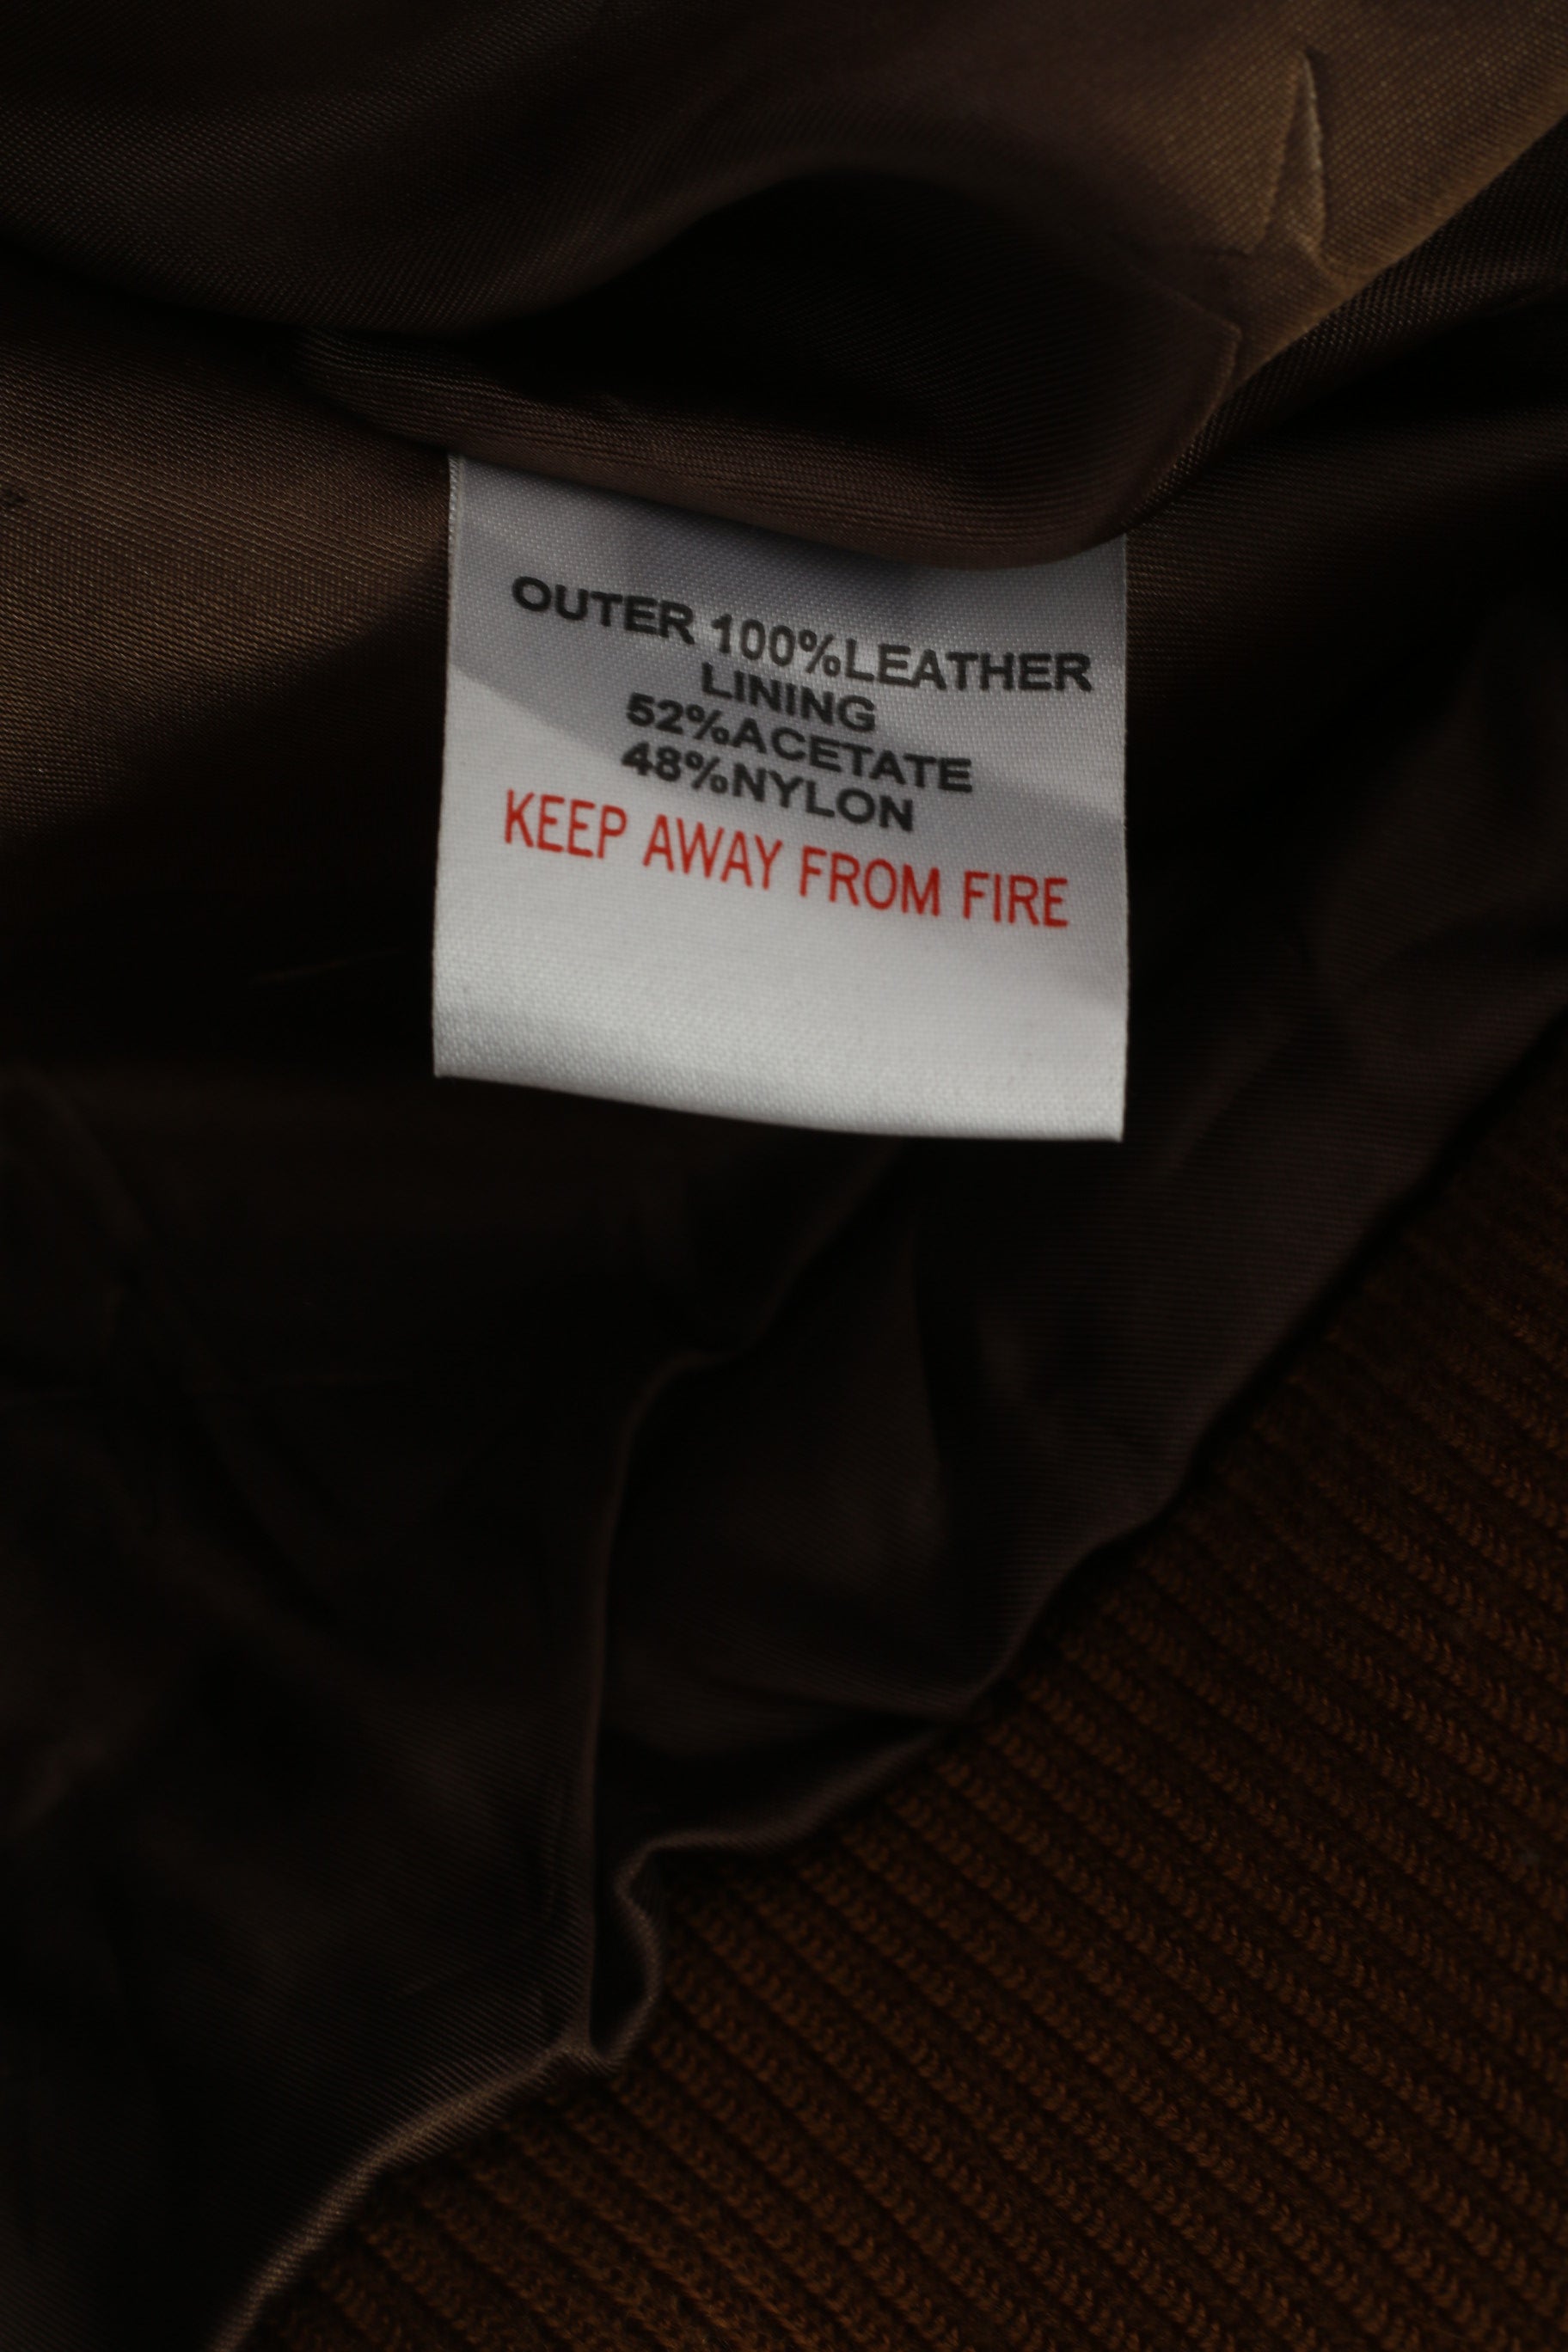 OUTER 100%LEATHER
LINING
52%ACETATE
48%NYLON
KEEP AWAY FROM FIRE